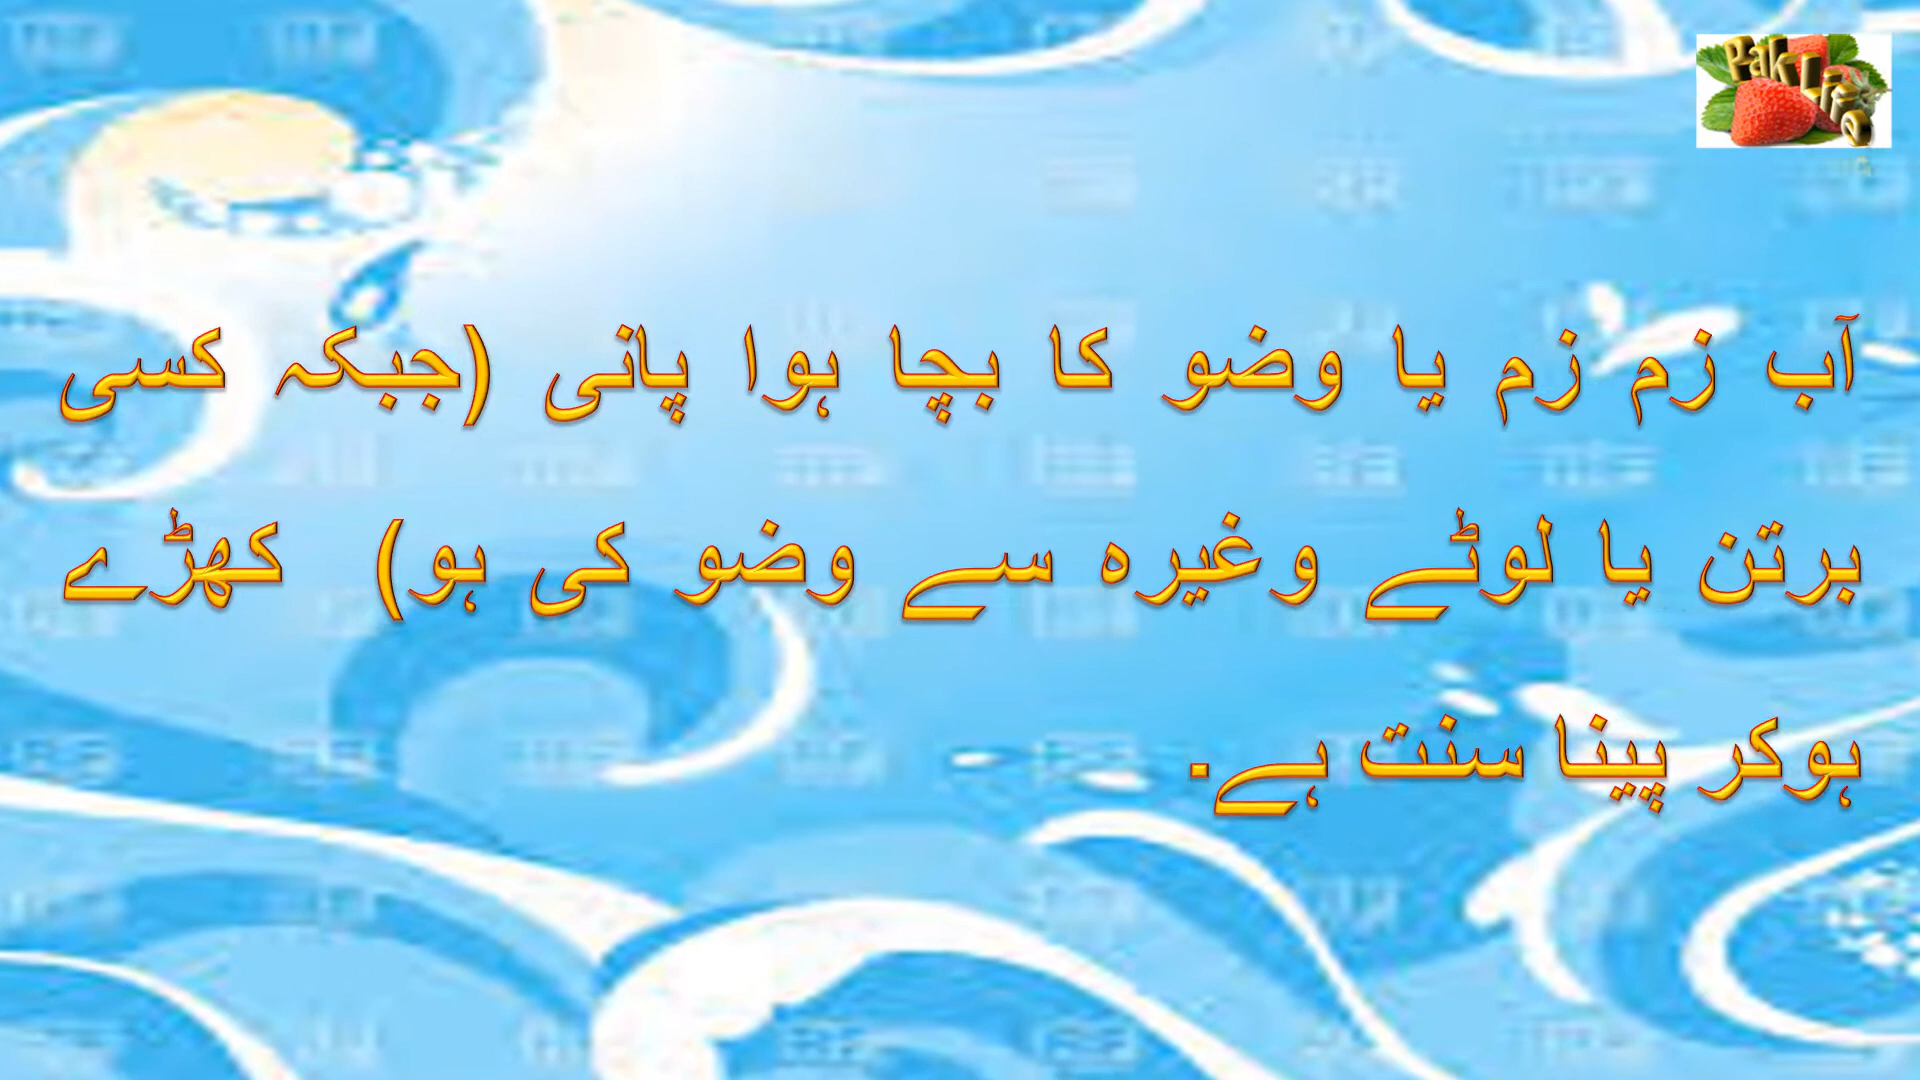 Pak Life
آب زم زم یا وضو کا بچا ہوا پانی (جبکہ کسی
برتن یا لوٹے وغیرہ سے وضو کی ہو) کھڑے
ہوکر پینا سنت ہے.